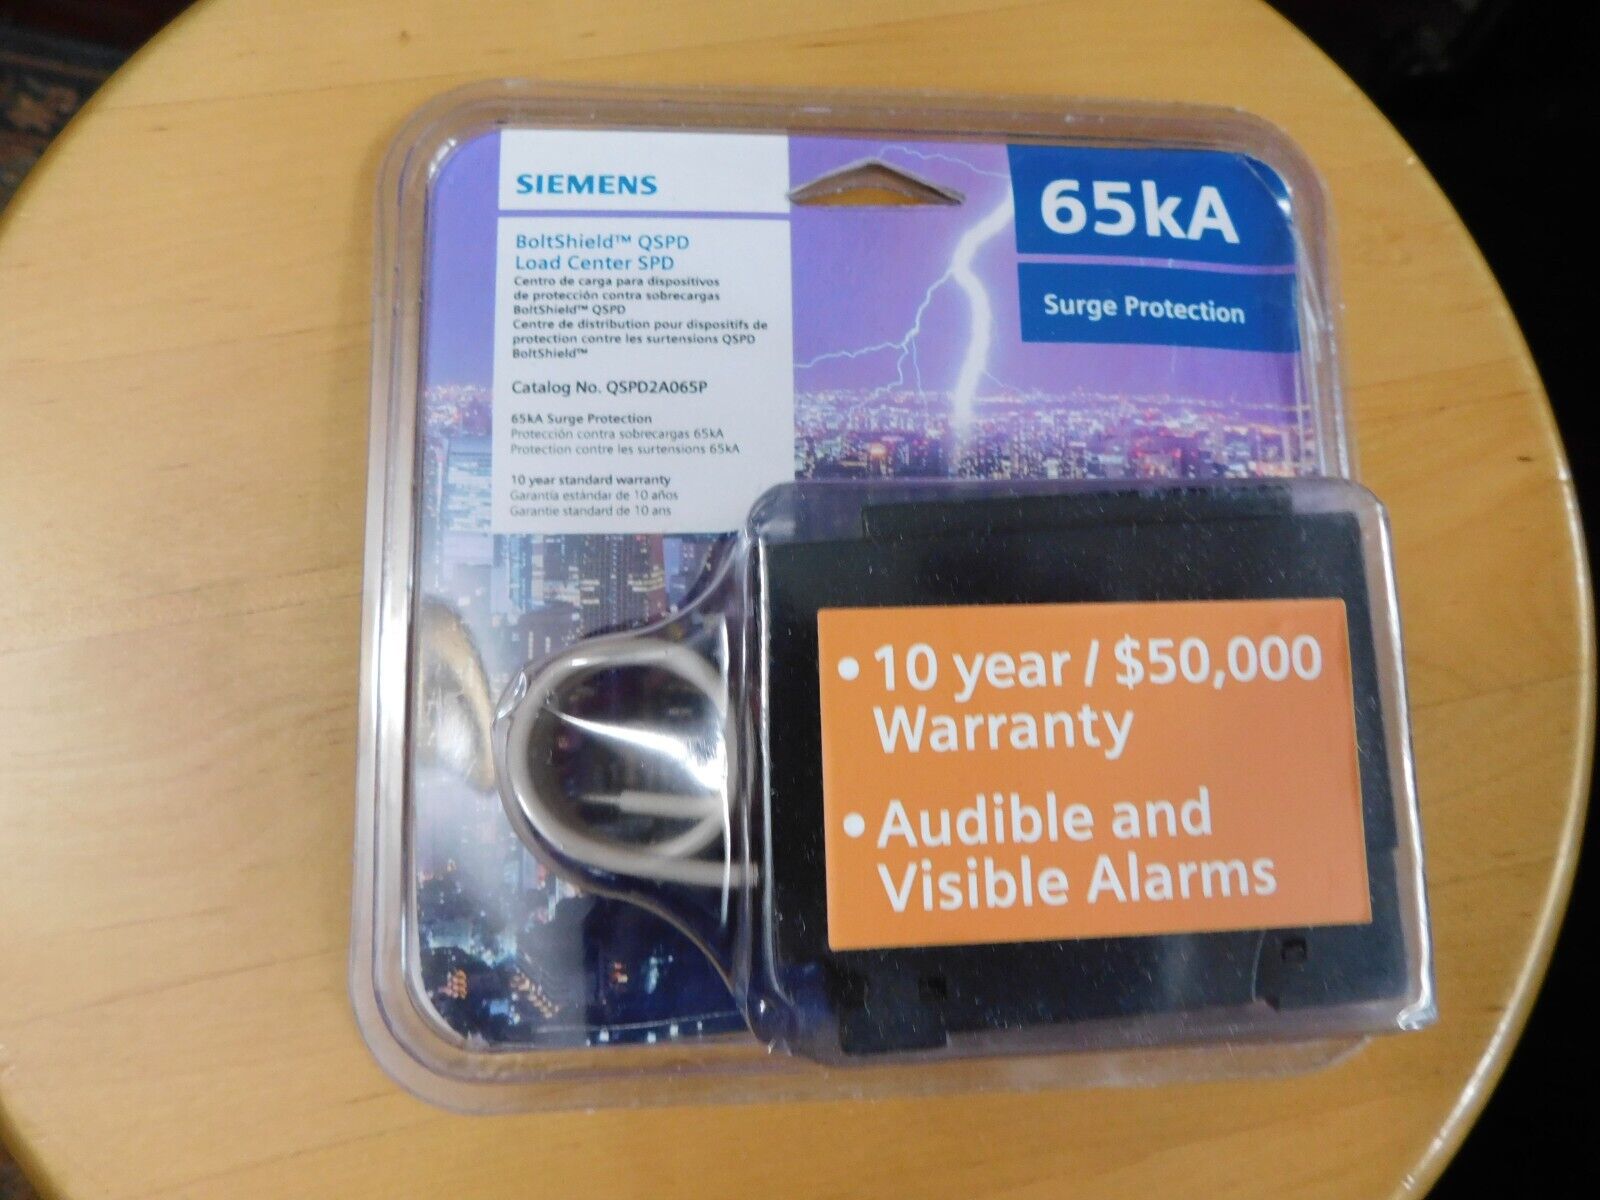 SIEMENS
BoltShield™ QSPD
Load Center SPD
Centro de carga para dispositivos
de protección contra sobrecargas
BoltShield™ QSPD
Centre de distribution pour dispositifs de
protection contre les surtensions QSPD
BoltShield™
Catalog No. QSPD2A065P
65kA Surge Protection
Protección contra sobrecargas 65kA
Protection contre les surtensions 65kA
10 year standard warranty
Garantía estándar de 10 años
Garantie standard de 10 ans
65kA
Surge Protection
• 10 year / $50,000
Warranty
• Audible and
Visible Alarms